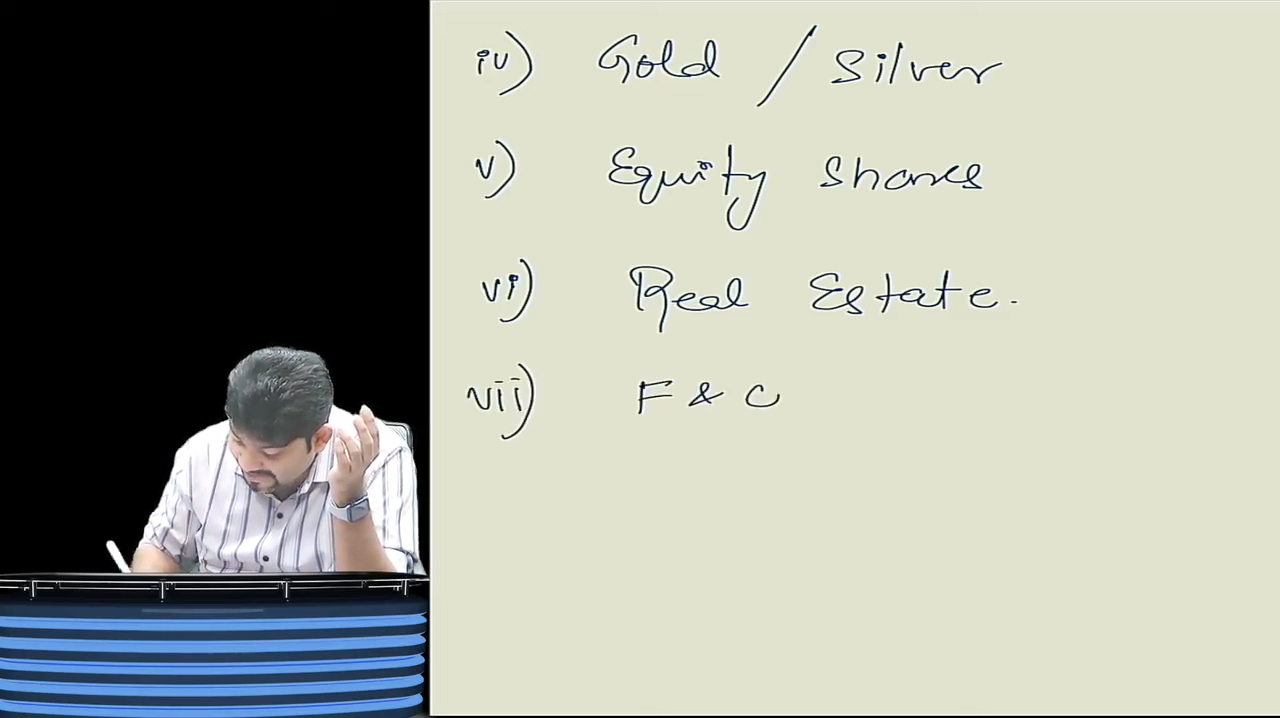 iv) Gold / Silver
v) Equity Shares
vi) Real Estate.
vii) F & C